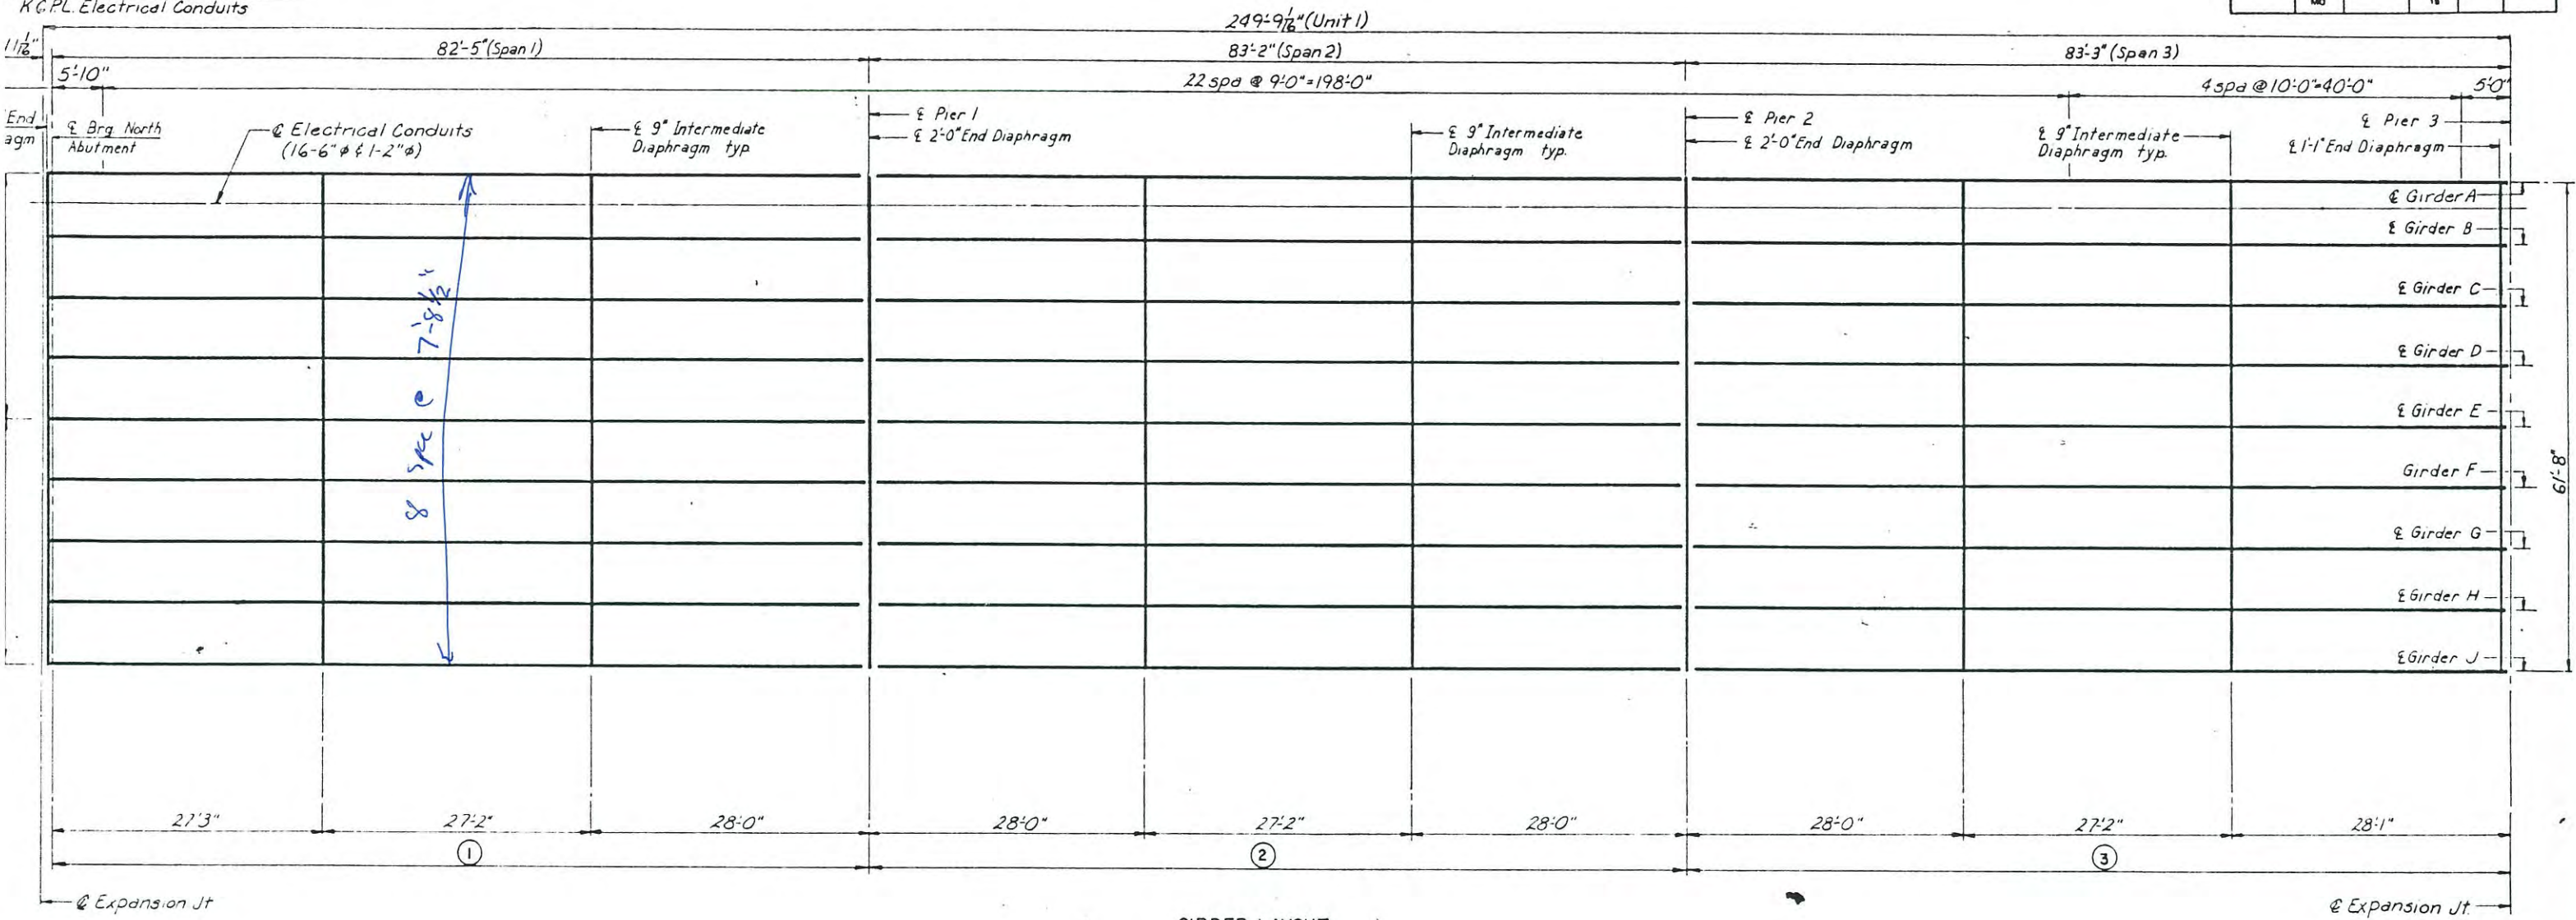 K.C.P.L. Electrical Conduits
MO
249'-9 1/16" (Unit 1)
11 1/16"
82'-5" (Span 1)
83'-2" (Span 2)
83'-3" (Span 3)
5'-10"
22 spa @ 9'-0" = 198'-0"
4 spa @ 10'-0" = 40'-0"
5'-0"
End
agm
℄ Brg North
Abutment
℄ Electrical Conduits
(16-6"ø & 1-2"ø)
℄ 9" Intermediate
Diaphragm typ
℄ Pier 1
℄ 2'-0" End Diaphragm
℄ 9" Intermediate
Diaphragm typ.
℄ Pier 2
℄ 2'-0" End Diaphragm
℄ 9" Intermediate
Diaphragm typ.
℄ Pier 3
℄ 1'-1" End Diaphragm
℄ Girder A
℄ Girder B
℄ Girder C
℄ Girder D
℄ Girder E
Girder F
℄ Girder G
℄ Girder H
℄ Girder J
61'-8"
8 spc @ 7'-8 1/2"
27'3"
27'-2"
28'-0"
28'-0"
27'-2"
28'-0"
28'-0"
27'-2"
28'-1"
1
2
3
℄ Expansion Jt
℄ Expansion Jt.